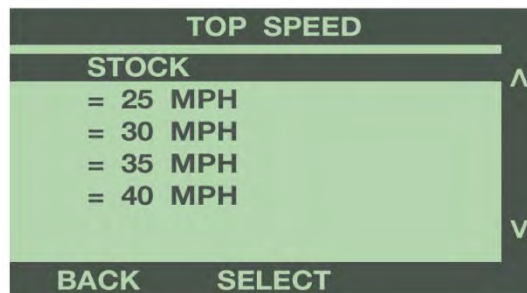 TOP SPEED
STOCK
= 25 MPH
= 30 MPH
= 35 MPH
= 40 MPH
BACK SELECT